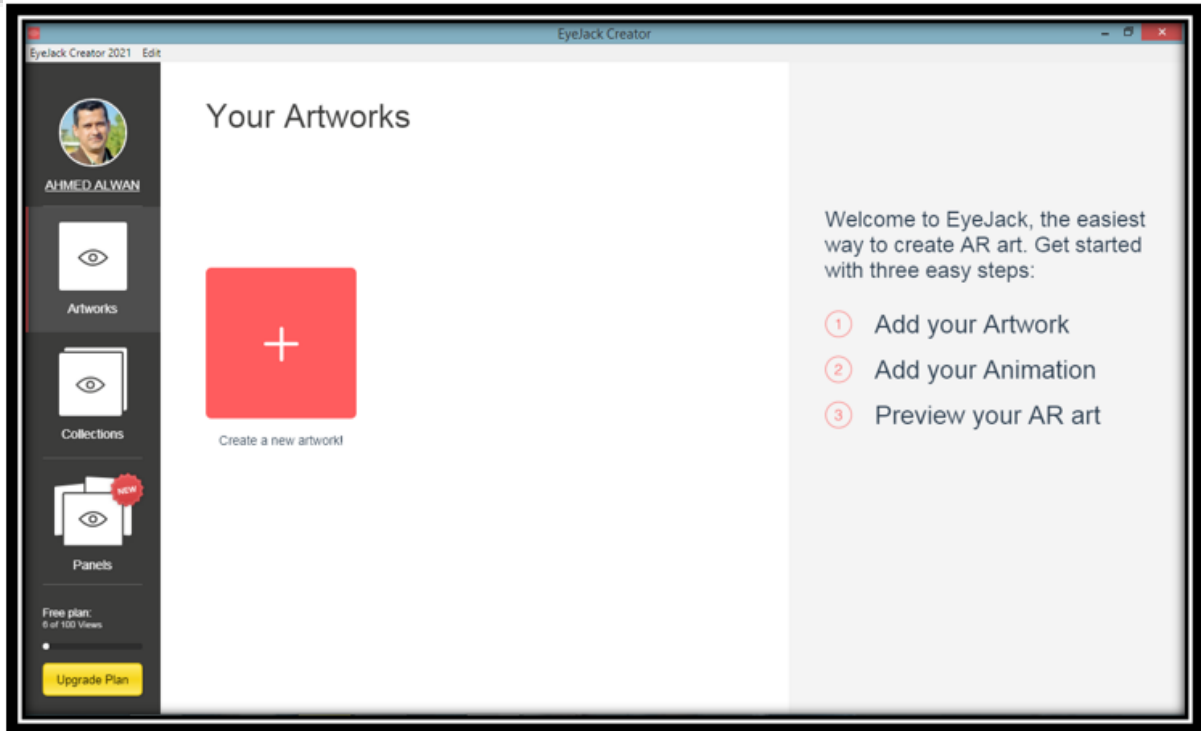 EyeJack Creator
EyeJack Creator 2021 Edit
AHMED ALWAN
Artworks
Collections
NEW
Panels
Free plan:
6 of 100 Views
Upgrade Plan
Your Artworks
Create a new artwork!
Welcome to EyeJack, the easiest
way to create AR art. Get started
with three easy steps:
1 Add your Artwork
2 Add your Animation
3 Preview your AR art